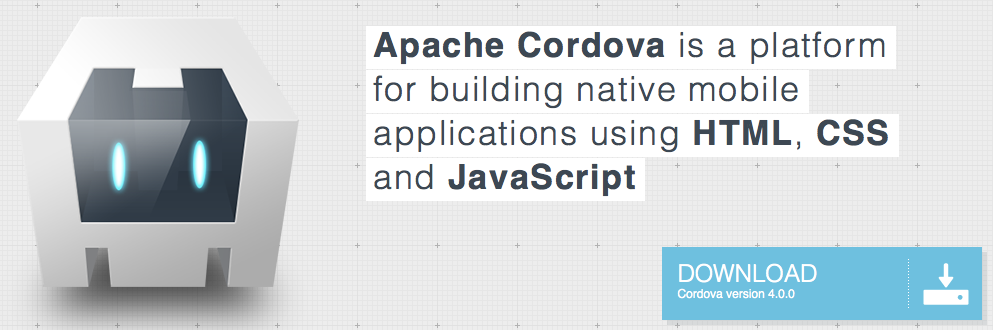 Apache Cordova is a platform
for building native mobile
applications using HTML, CSS
and JavaScript
DOWNLOAD
Cordova version 4.0.0